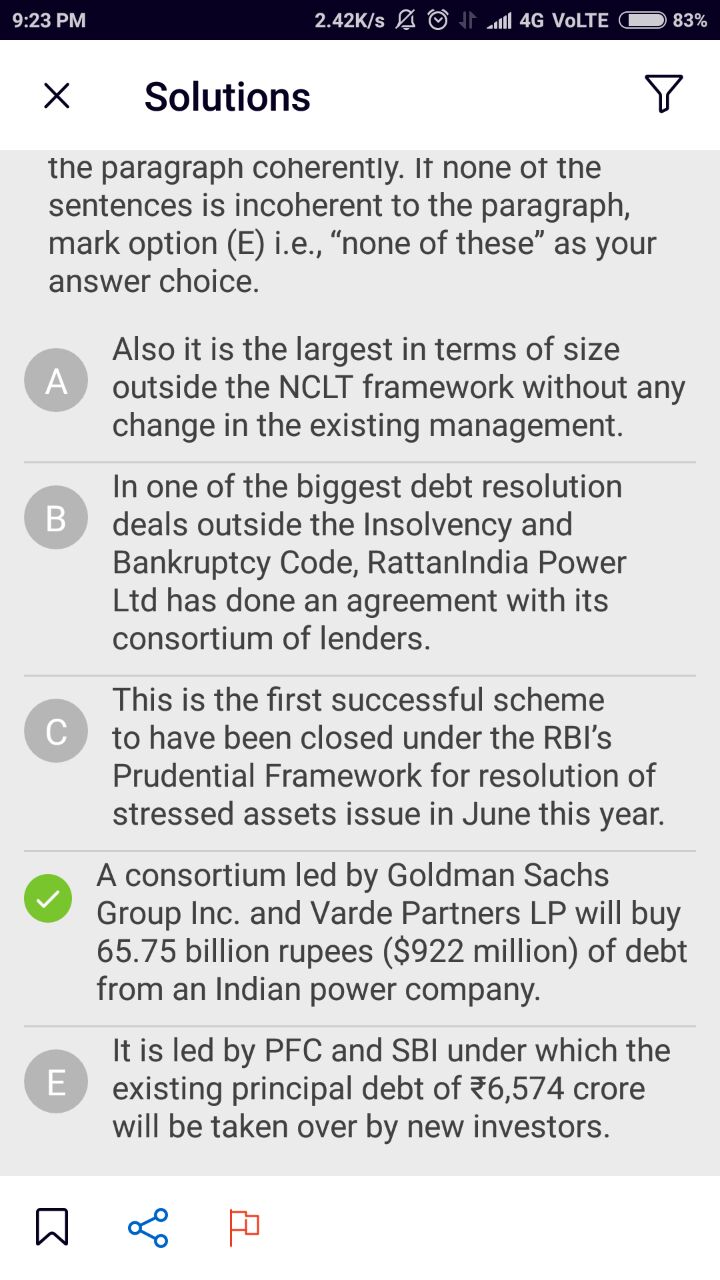 9:23 PM 2.42K/s 4G VoLTE 83%
Solutions
the paragraph coherently. If none of the
sentences is incoherent to the paragraph,
mark option (E) i.e., “none of these” as your
answer choice.
A
Also it is the largest in terms of size
outside the NCLT framework without any
change in the existing management.
B
In one of the biggest debt resolution
deals outside the Insolvency and
Bankruptcy Code, RattanIndia Power
Ltd has done an agreement with its
consortium of lenders.
C
This is the first successful scheme
to have been closed under the RBI’s
Prudential Framework for resolution of
stressed assets issue in June this year.
A consortium led by Goldman Sachs
Group Inc. and Varde Partners LP will buy
65.75 billion rupees ($922 million) of debt
from an Indian power company.
E
It is led by PFC and SBI under which the
existing principal debt of ₹6,574 crore
will be taken over by new investors.